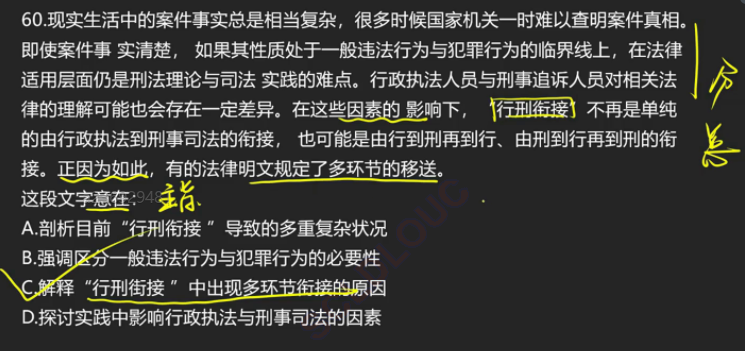 60.现实生活中的案件事实总是相当复杂，很多时候国家机关一时难以查明案件真相。
即使案件事 实清楚， 如果其性质处于一般违法行为与犯罪行为的临界线上，在法律
适用层面仍是刑法理论与司法 实践的难点。行政执法人员与刑事追诉人员对相关法
律的理解可能也会存在一定差异。在这些因素的 影响下，“行刑衔接” 不再是单纯
的由行政执法到刑事司法的衔接， 也可能是由行到刑再到行、由刑到行再到刑的衔
接。正因为如此，有的法律明文规定了多环节的移送。
这段文字意在：
主旨
A.剖析目前“行刑衔接 ”导致的多重复杂状况
B.强调区分一般违法行为与犯罪行为的必要性
C.解释“行刑街接 ”中出现多环节衔接的原因
D.探讨实践中影响行政执法与刑事司法的因素